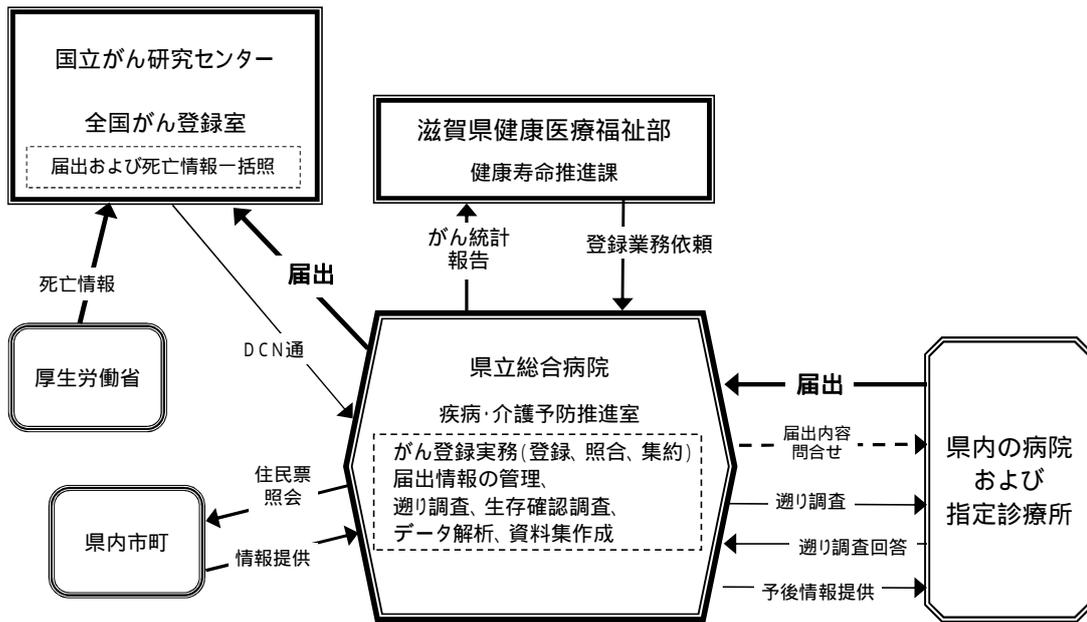 国立がん研究センター
全国がん登録室
届出および死亡情報一括照
滋賀県健康医療福祉部
健康寿命推進課
死亡情報
届出
がん統計
報告
登録業務依頼
厚生労働省
DCN通
県立総合病院
疾病・介護予防推進室
がん登録実務(登録、照合、集約)
届出情報の管理、
遡り調査、生存確認調査、
データ解析、資料集作成
住民票
照会
県内市町
情報提供
届出
届出内容
問合せ
遡り調査
遡り調査回答
予後情報提供
県内の病院
および
指定診療所